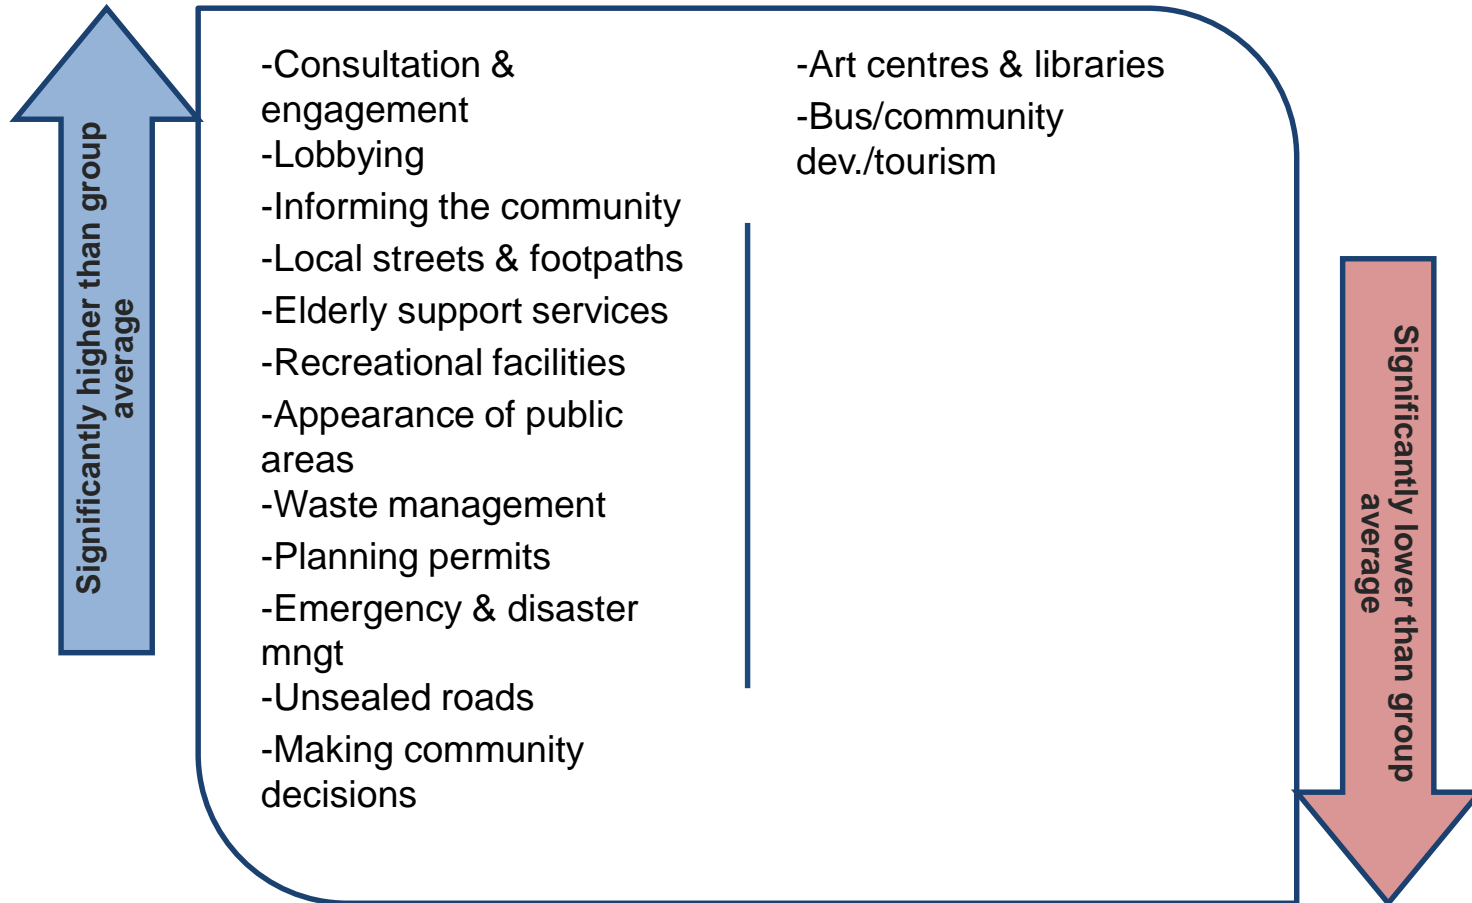 Significantly higher than group
average
-Consultation &
engagement
-Lobbying
-Informing the community
-Local streets & footpaths
-Elderly support services
-Recreational facilities
-Appearance of public
areas
-Waste management
-Planning permits
-Emergency & disaster
mngt
-Unsealed roads
-Making community
decisions
-Art centres & libraries
-Bus/community
dev./tourism
Significantly lower than group
average